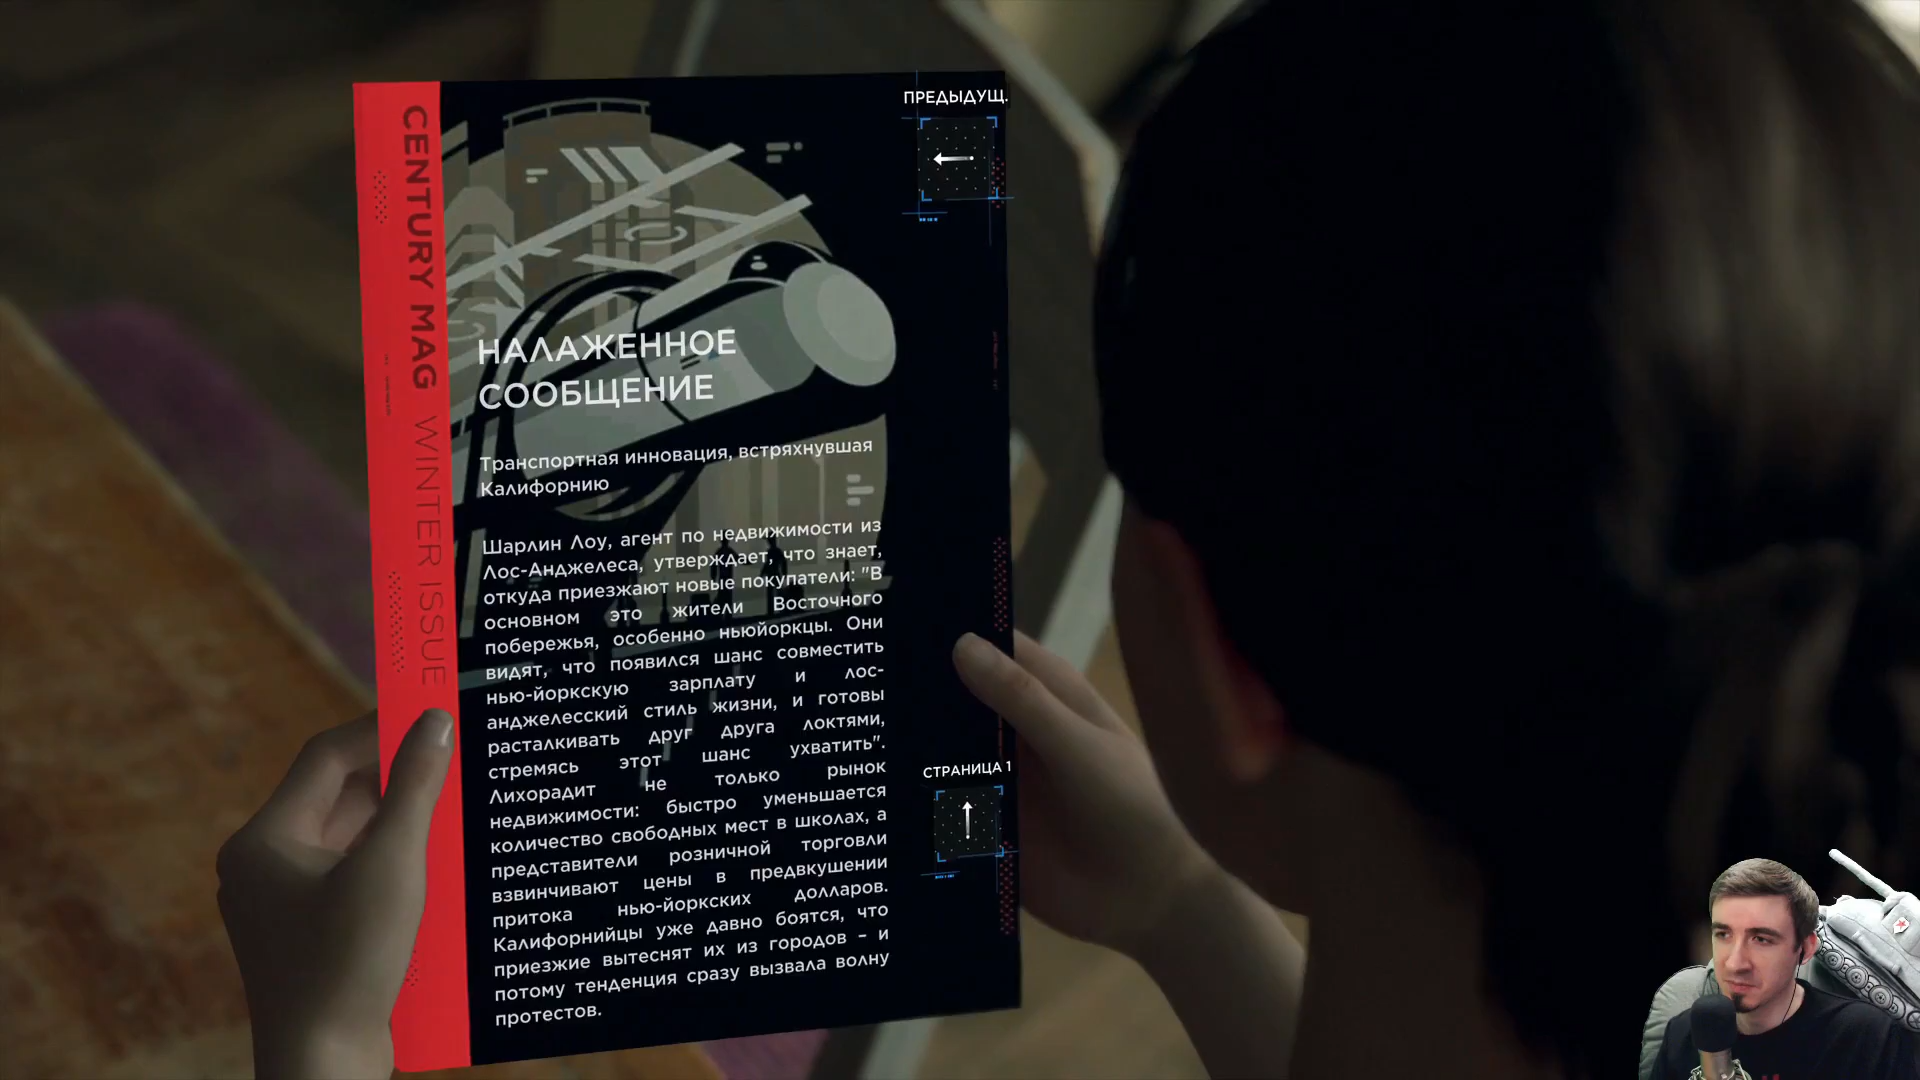 CENTURY MAG WINTER ISSUE
ПРЕДЫДУЩ.
НАЛАЖЕННОЕ
СООБЩЕНИЕ
Транспортная инновация, встряхнувшая
Калифорнию
Шарлин Лоу, агент по недвижимости из
Лос-Анджелеса, утверждает, что знает,
откуда приезжают новые покупатели: "В
основном это жители Восточного
побережья, особенно ньюйоркцы. Они
видят, что появился шанс совместить
нью-йоркскую зарплату и лос-
анджелесский стиль жизни, и готовы
расталкивать друг друга локтями,
стремясь этот шанс ухватить".
Лихорадит не только рынок
недвижимости: быстро уменьшается
количество свободных мест в школах, а
представители розничной торговли
взвинчивают цены в предвкушении
притока нью-йоркских долларов.
Калифорнийцы уже давно боятся, что
приезжие вытеснят их из городов – и
потому тенденция сразу вызвала волну
протестов.
СТРАНИЦА 1